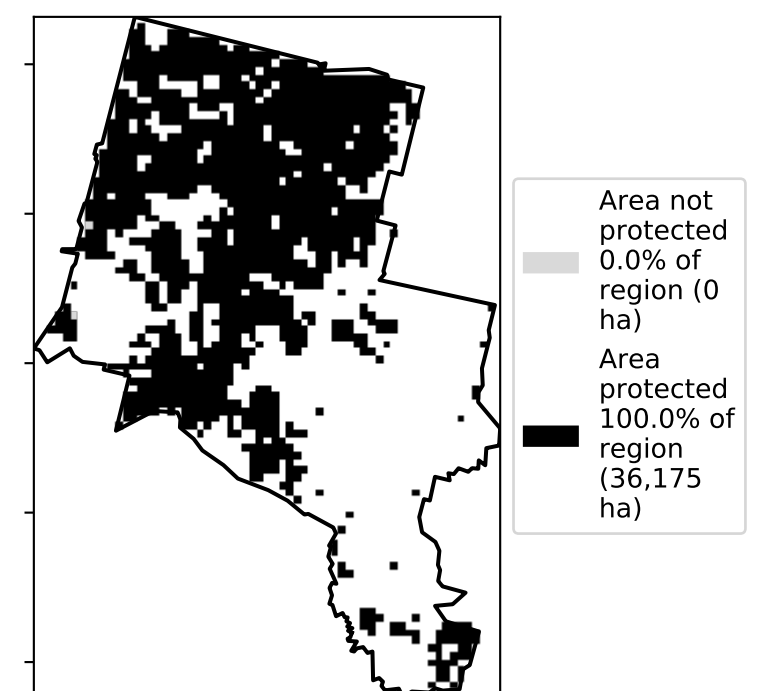 Area not
protected
0.0% of
region (0
ha)
Area
protected
100.0% of
region
(36,175
ha)